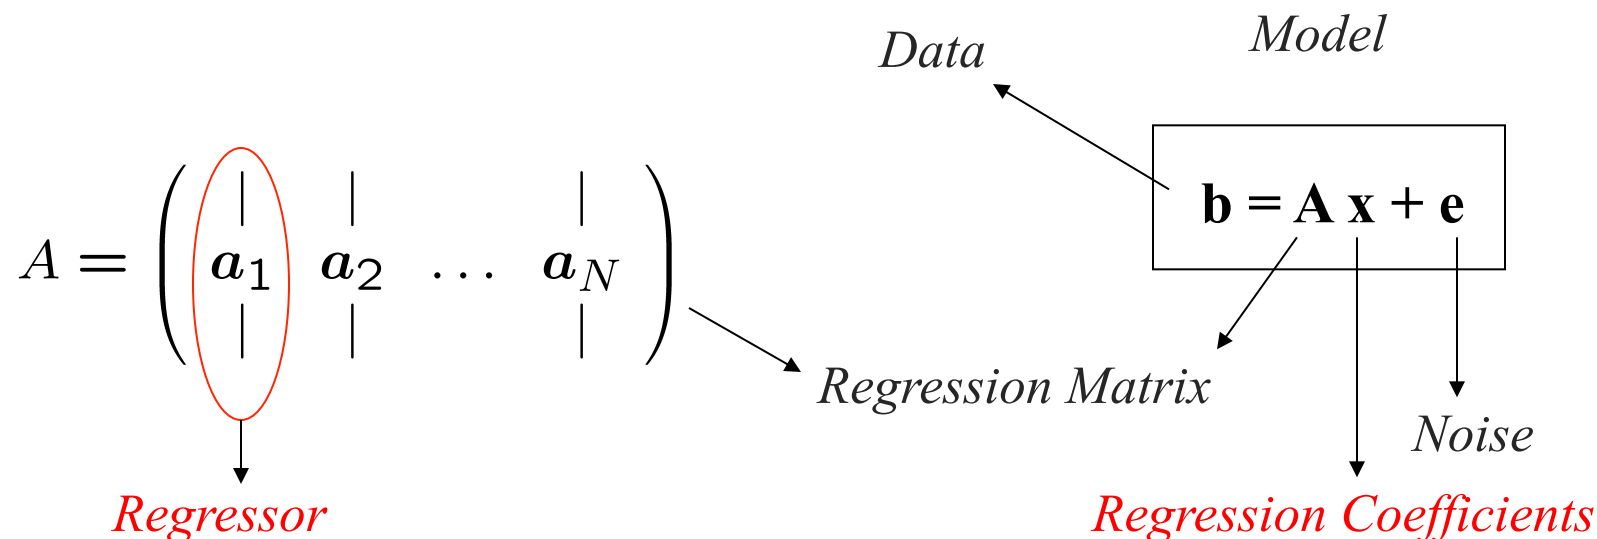 Model
Data
b = A x + e
A = ( a1 a2 ... aN )
Regression Matrix
Noise
Regressor
Regression Coefficients